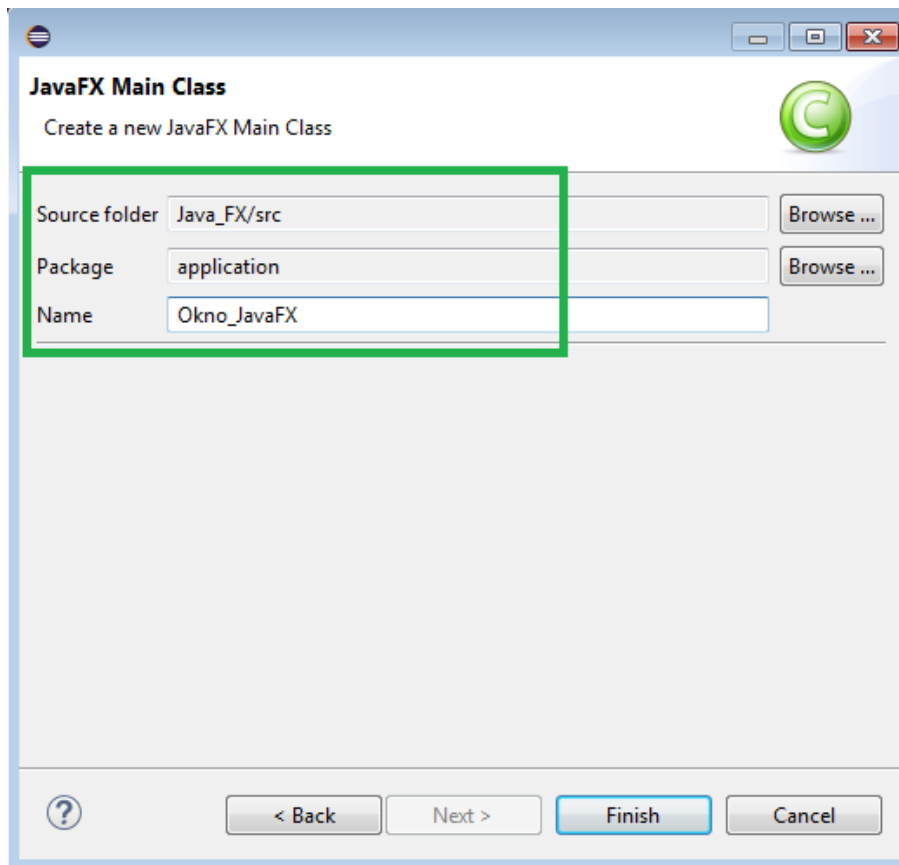 JavaFX Main Class
Create a new JavaFX Main Class
Source folder Java_FX/src Browse ...
Package application Browse ...
Name Okno_JavaFX
? < Back Next > Finish Cancel